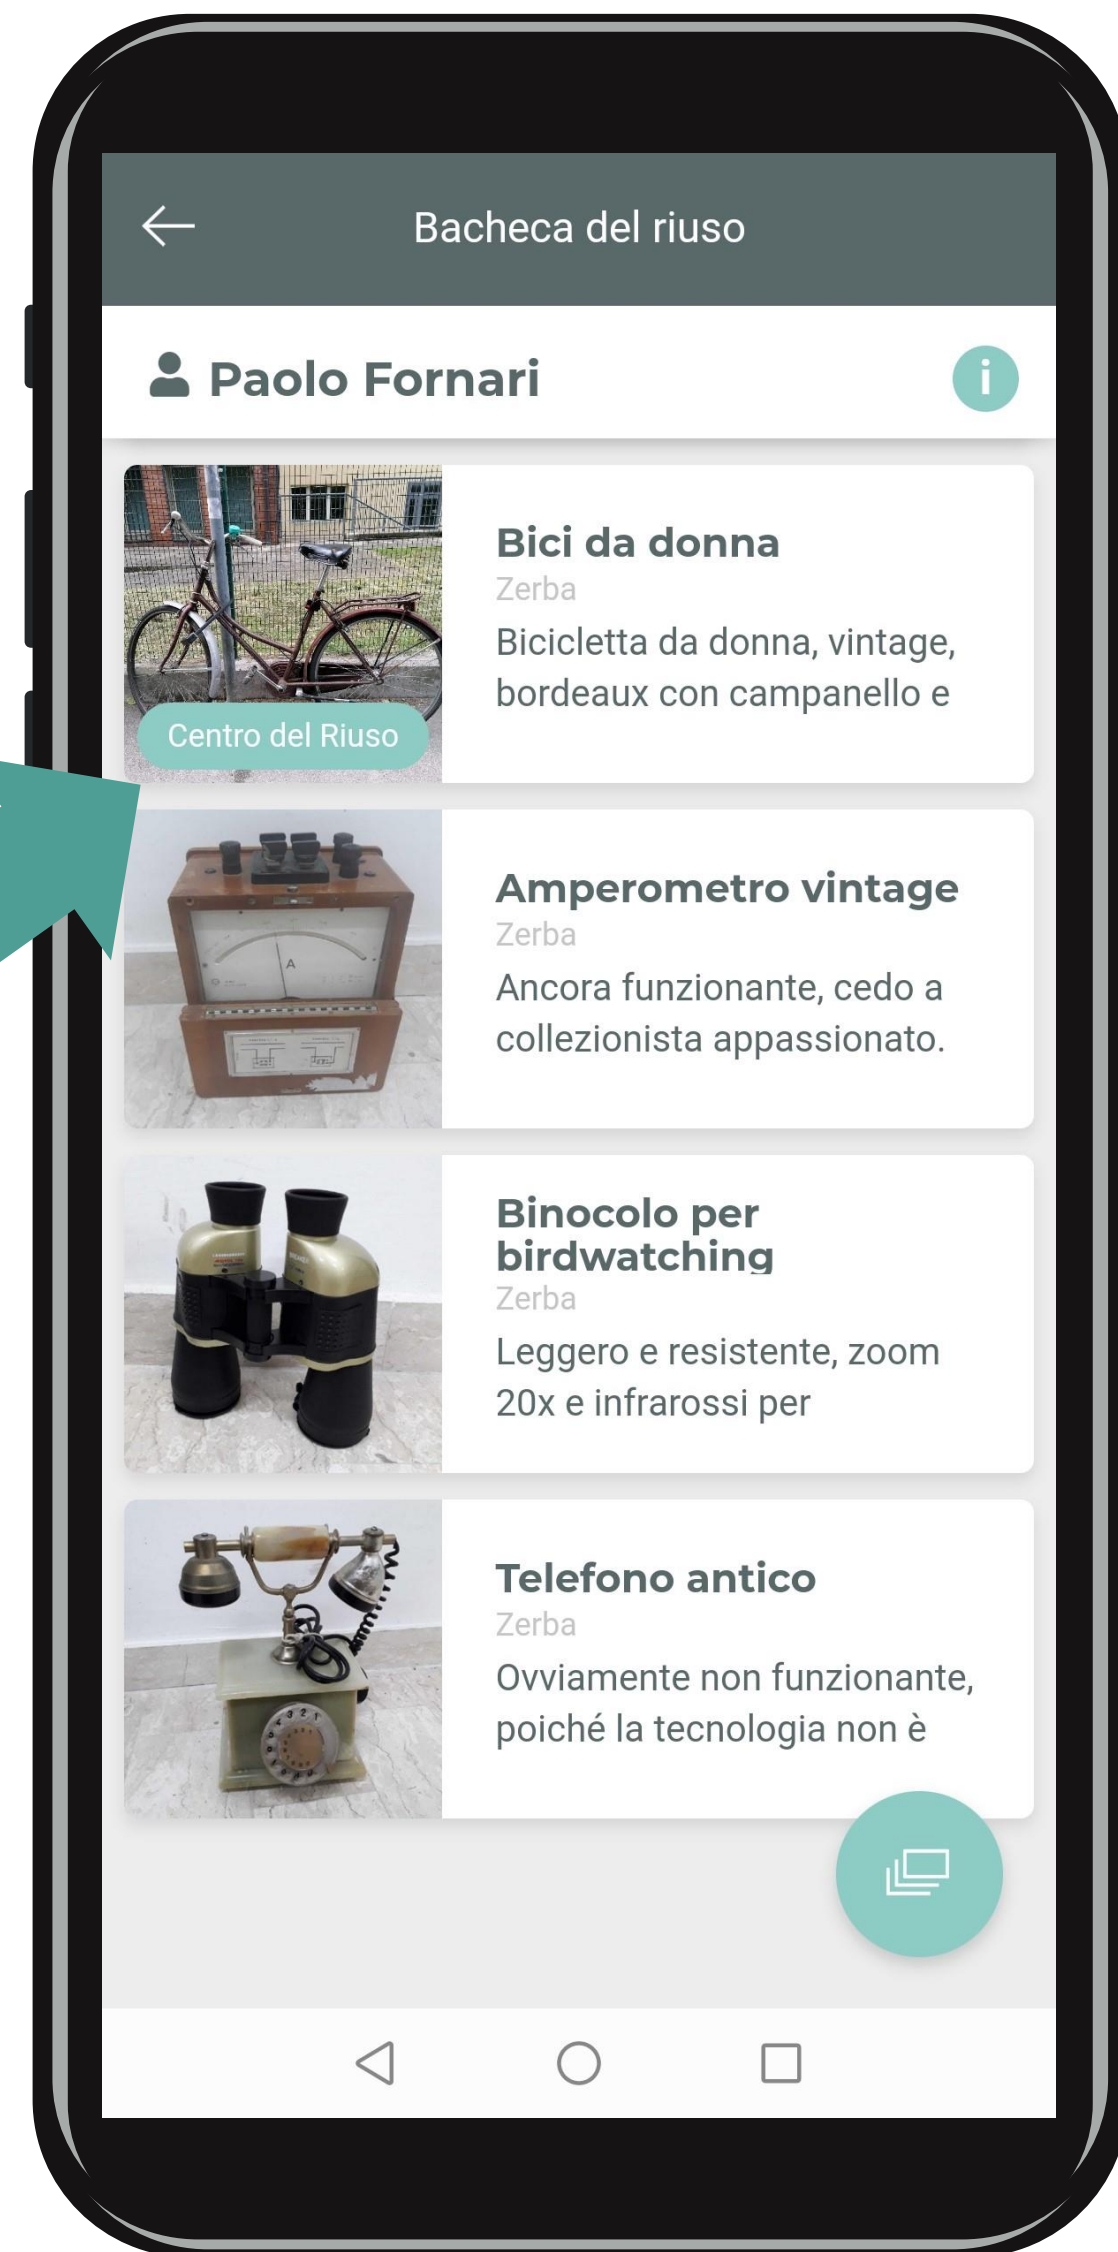 Bacheca del riuso
Paolo Fornari
i
Bici da donna
Zerba
Bicicletta da donna, vintage,
bordeaux con campanello e
Centro del Riuso
Amperometro vintage
Zerba
Ancora funzionante, cedo a
collezionista appassionato.
A
Binocolo per
birdwatching
Zerba
Leggero e resistente, zoom
20x e infrarossi per
Telefono antico
Zerba
Ovviamente non funzionante,
poiché la tecnologia non è